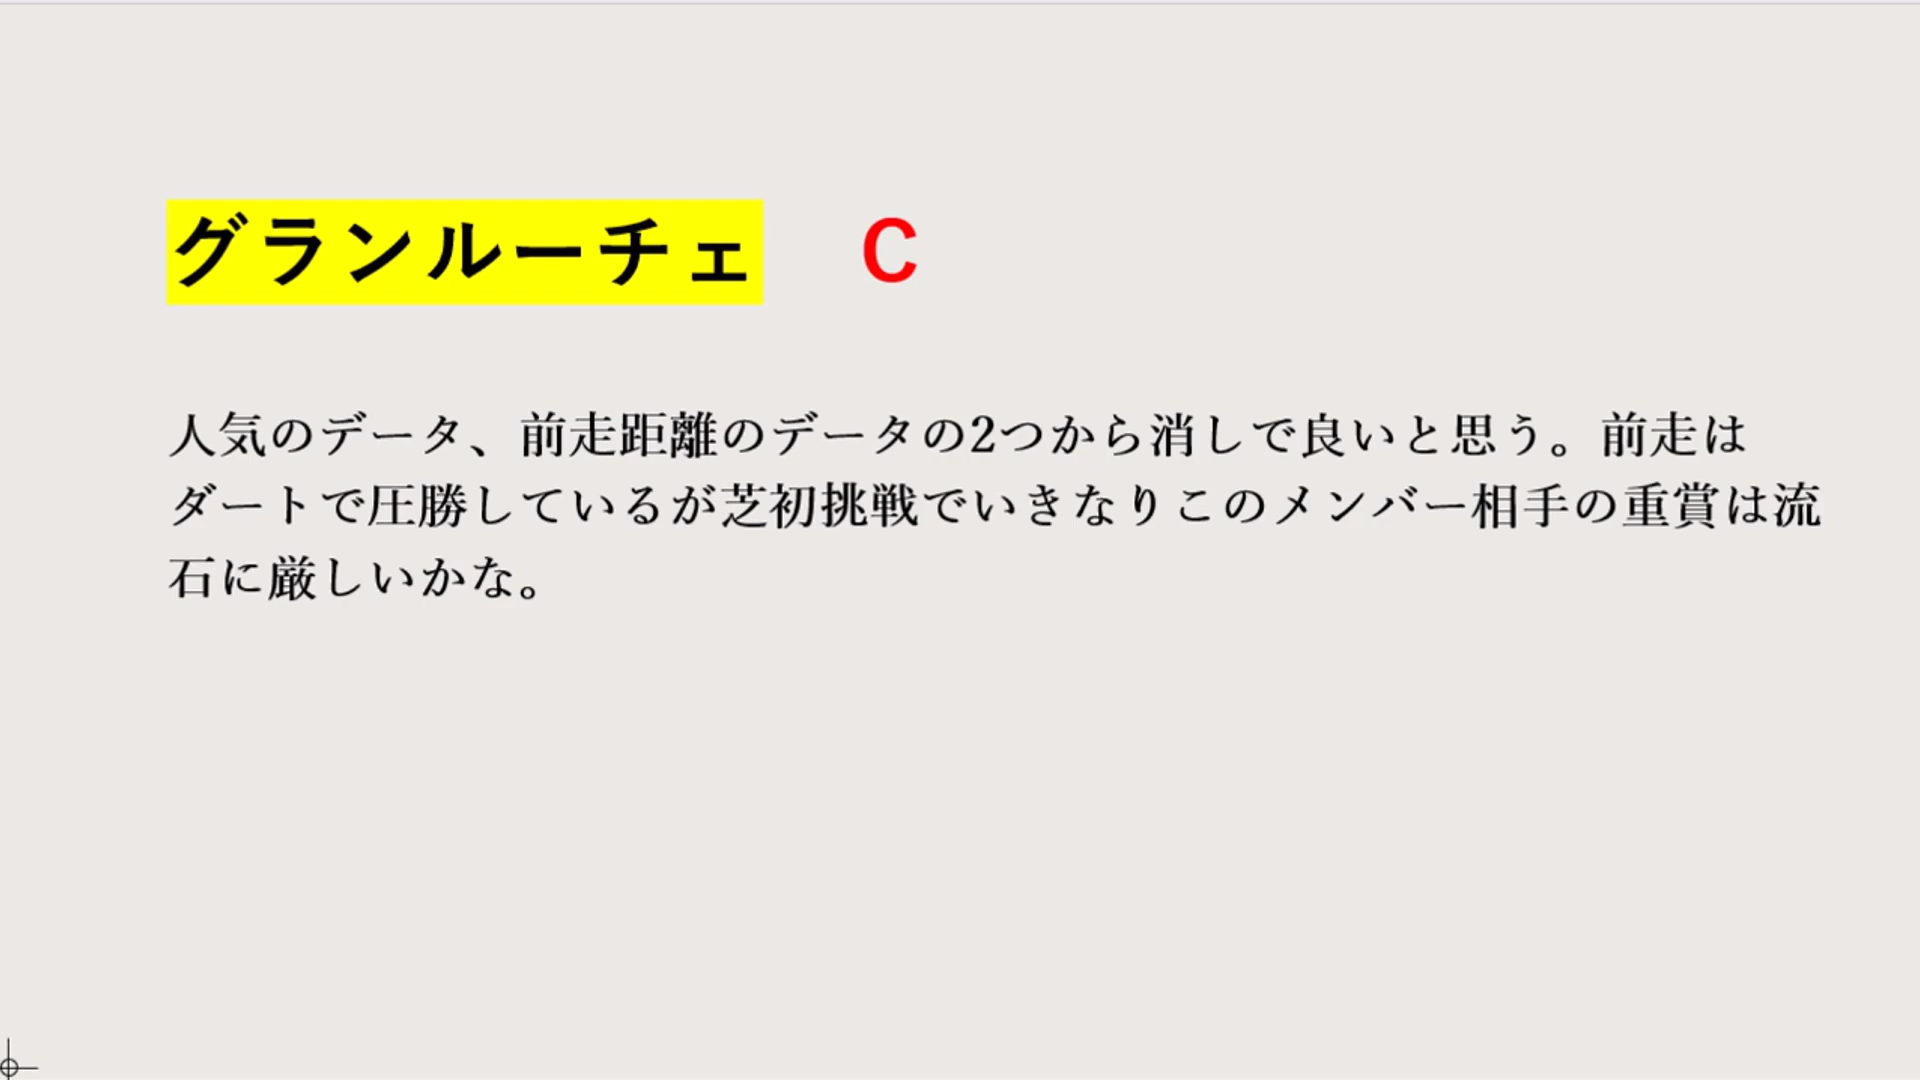 グランルーチェ　C
人気のデータ、前走距離のデータの2つから消しで良いと思う。前走は
ダートで圧勝しているが芝初挑戦でいきなりこのメンバー相手の重賞は流
石に厳しいかな。